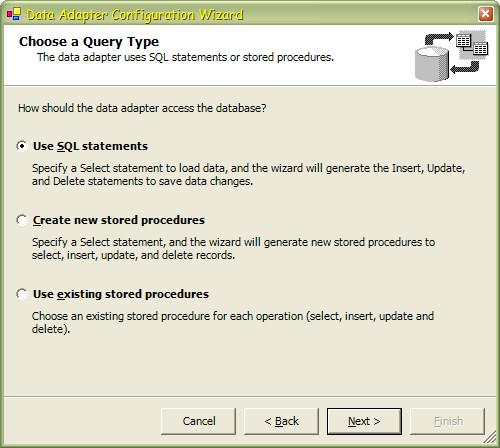 Data Adapter Configuration Wizard
Choose a Query Type
The data adapter uses SQL statements or stored procedures.
How should the data adapter access the database?
Use SQL statements
Specify a Select statement to load data, and the wizard will generate the Insert, Update,
and Delete statements to save data changes.
Create new stored procedures
Specify a Select statement, and the wizard will generate new stored procedures to
select, insert, update, and delete records.
Use existing stored procedures
Choose an existing stored procedure for each operation (select, insert, update and
delete).
Cancel < Back Next > Finish